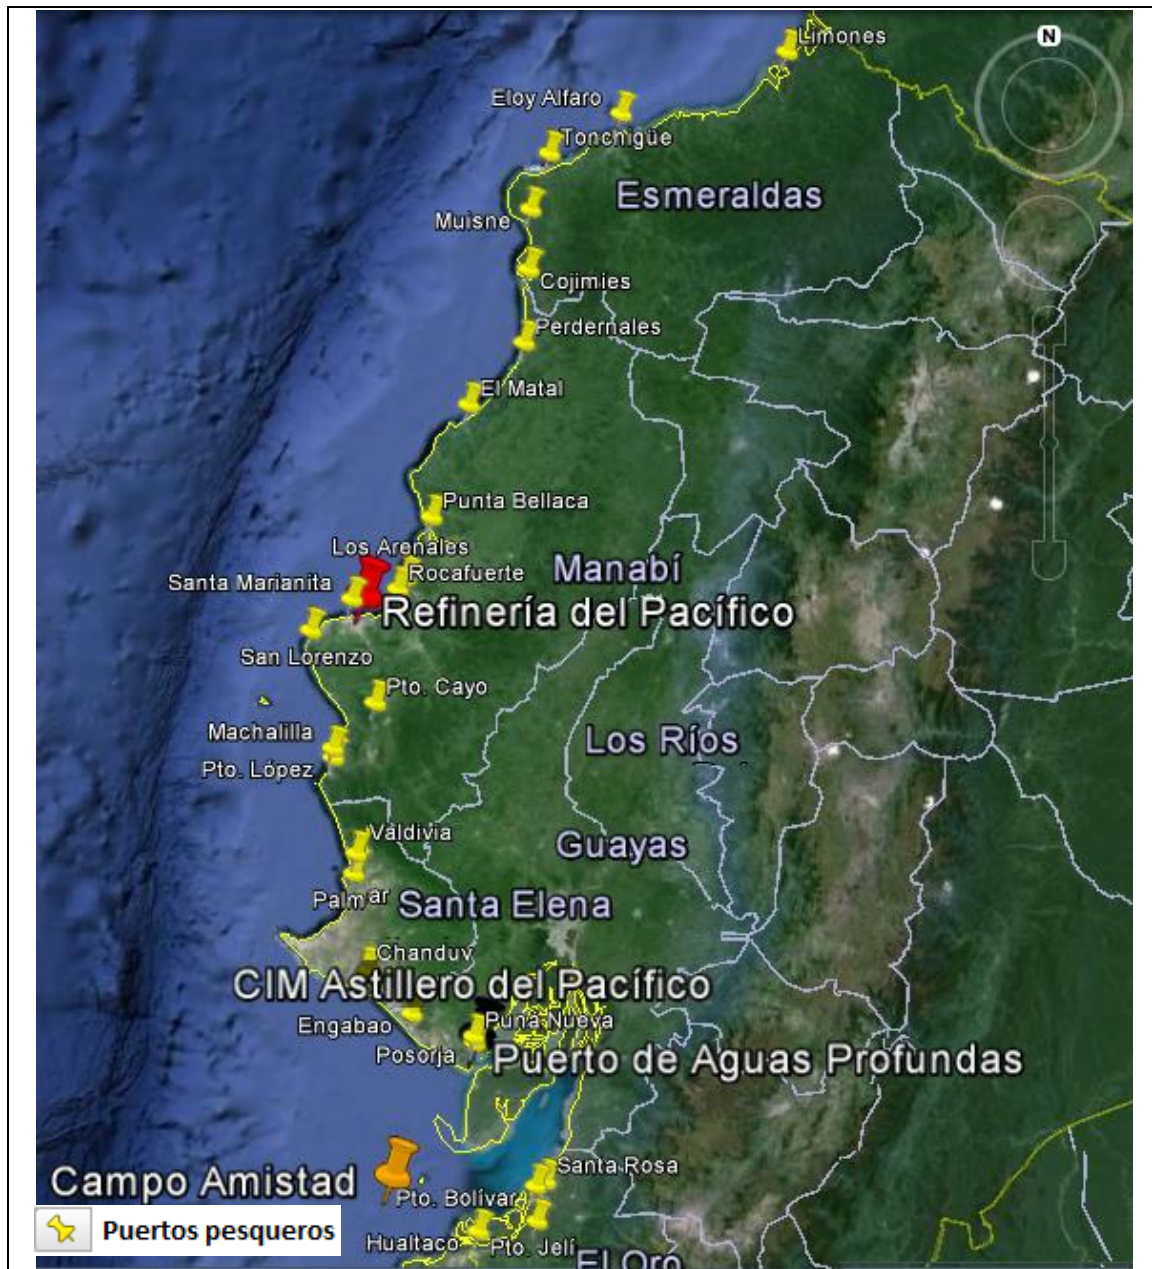 N
Limones
Eloy Alfaro
Tonchigüe
Esmeraldas
Muisne
Cojimies
Perdernales
El Matal
Punta Bellaca
Los Arenales
Manabí
Rocafuerte
Santa Marianita
Refinería del Pacífico
San Lorenzo
Pto. Cayo
Machalilla
Los Ríos
Pto. López
Valdivia
Guayas
Palmar
Santa Elena
Chanduy
CIM Astillero del Pacífico
Engabao
Puná Nueva
Posorja
Puerto de Aguas Profundas
Santa Rosa
Campo Amistad
Pto. Bolívar
Puertos pesqueros
Hualtaco
Pto. Jelí
El Oro